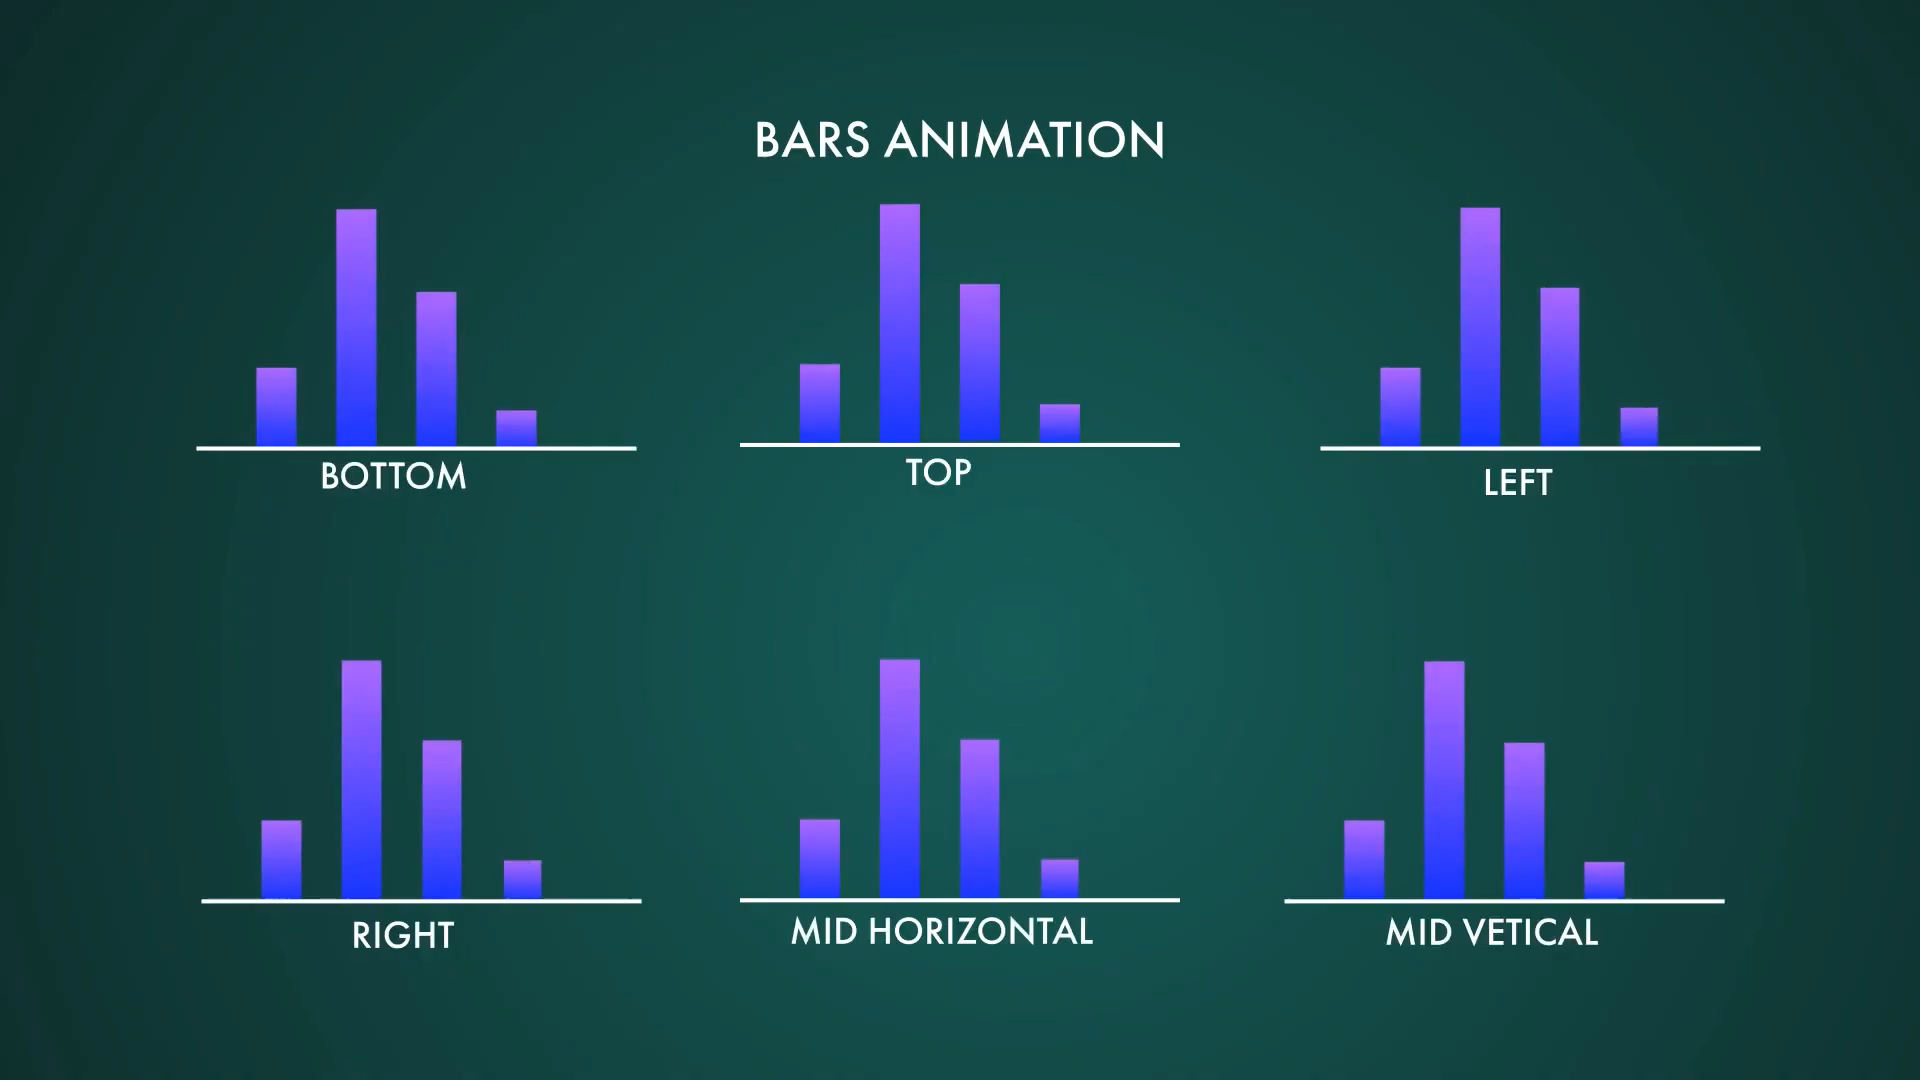 BARS ANIMATION
BOTTOM
TOP
LEFT
RIGHT
MID HORIZONTAL
MID VETICAL